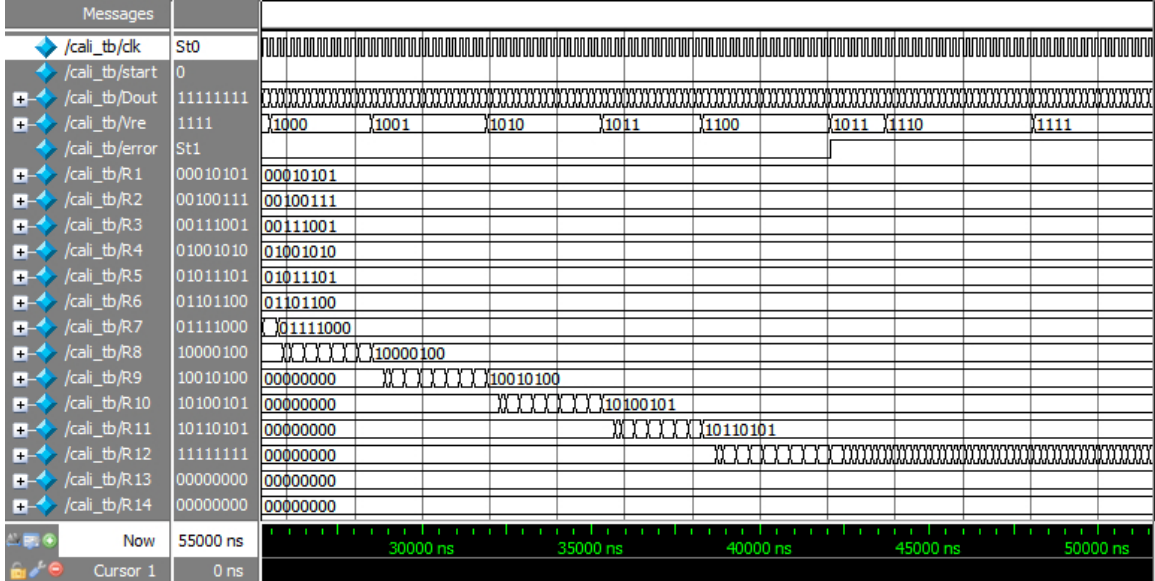 Messages
/cali_tb/clk St0
/cali_tb/start 0
/cali_tb/Dout 11111111
/cali_tb/Vre 1111 1000 1001 1010 1011 1100 1011 1110 1111
/cali_tb/error St1
/cali_tb/R1 00010101 00010101
/cali_tb/R2 00100111 00100111
/cali_tb/R3 00111001 00111001
/cali_tb/R4 01001010 01001010
/cali_tb/R5 01011101 01011101
/cali_tb/R6 01101100 01101100
/cali_tb/R7 01111000 01111000
/cali_tb/R8 10000100 10000100
/cali_tb/R9 10010100 00000000 10010100
/cali_tb/R10 10100101 00000000 10100101
/cali_tb/R11 10110101 00000000 10110101
/cali_tb/R12 11111111 00000000
/cali_tb/R13 00000000 00000000
/cali_tb/R14 00000000 00000000
Now 55000 ns 30000 ns 35000 ns 40000 ns 45000 ns 50000 ns
Cursor 1 0 ns